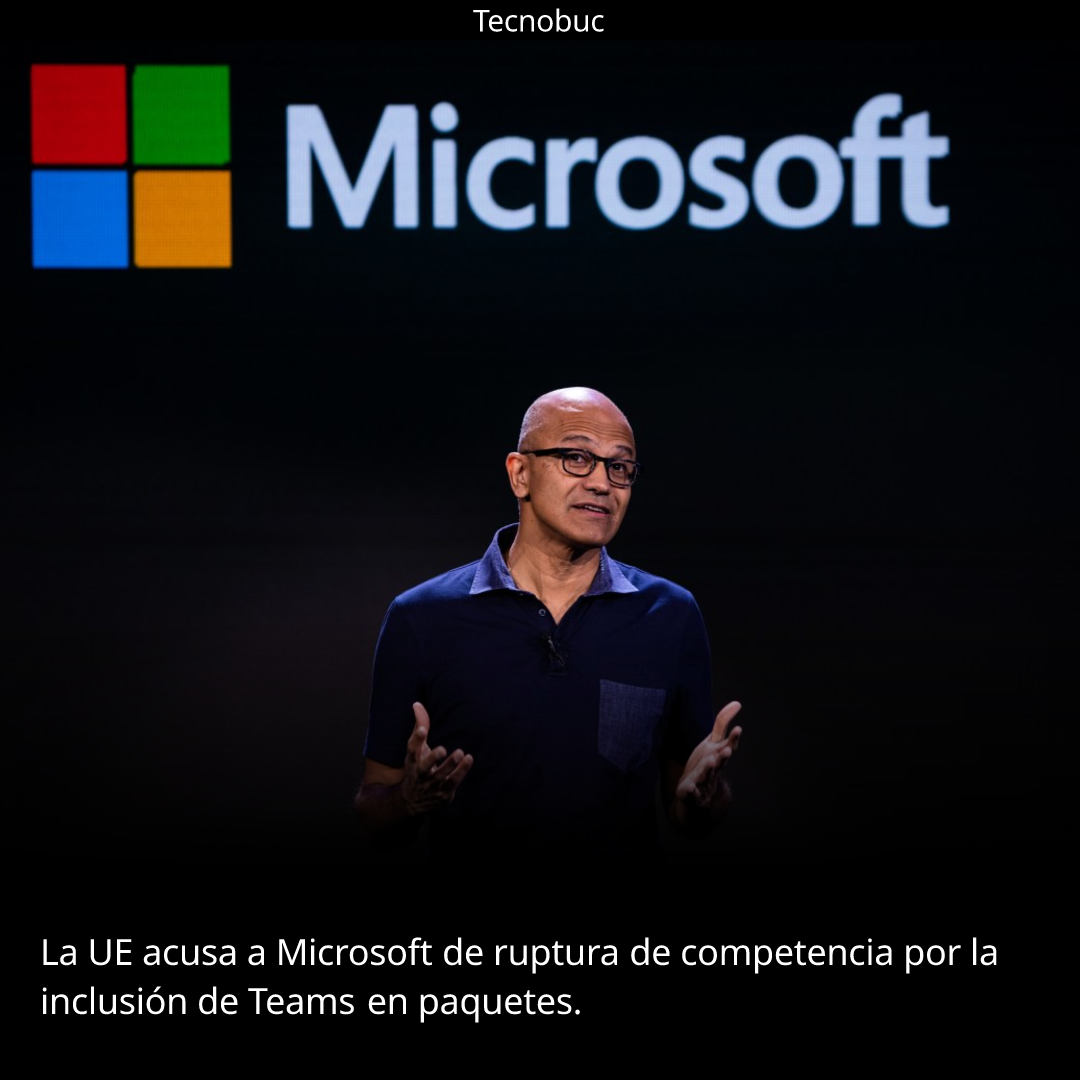 Tecnobuc
Microsoft
La UE acusa a Microsoft de ruptura de competencia por la
inclusión de Teams en paquetes.